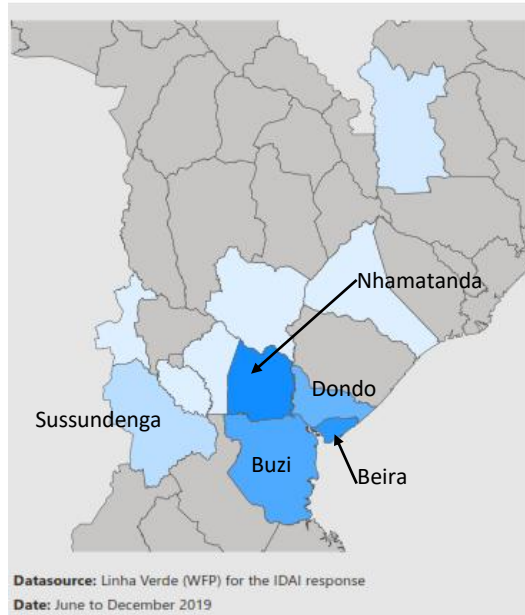 Nhamatanda
Dondo
Sussundenga
Buzi
Beira
Datasource: Linha Verde (WFP) for the IDAI response
Date: June to December 2019